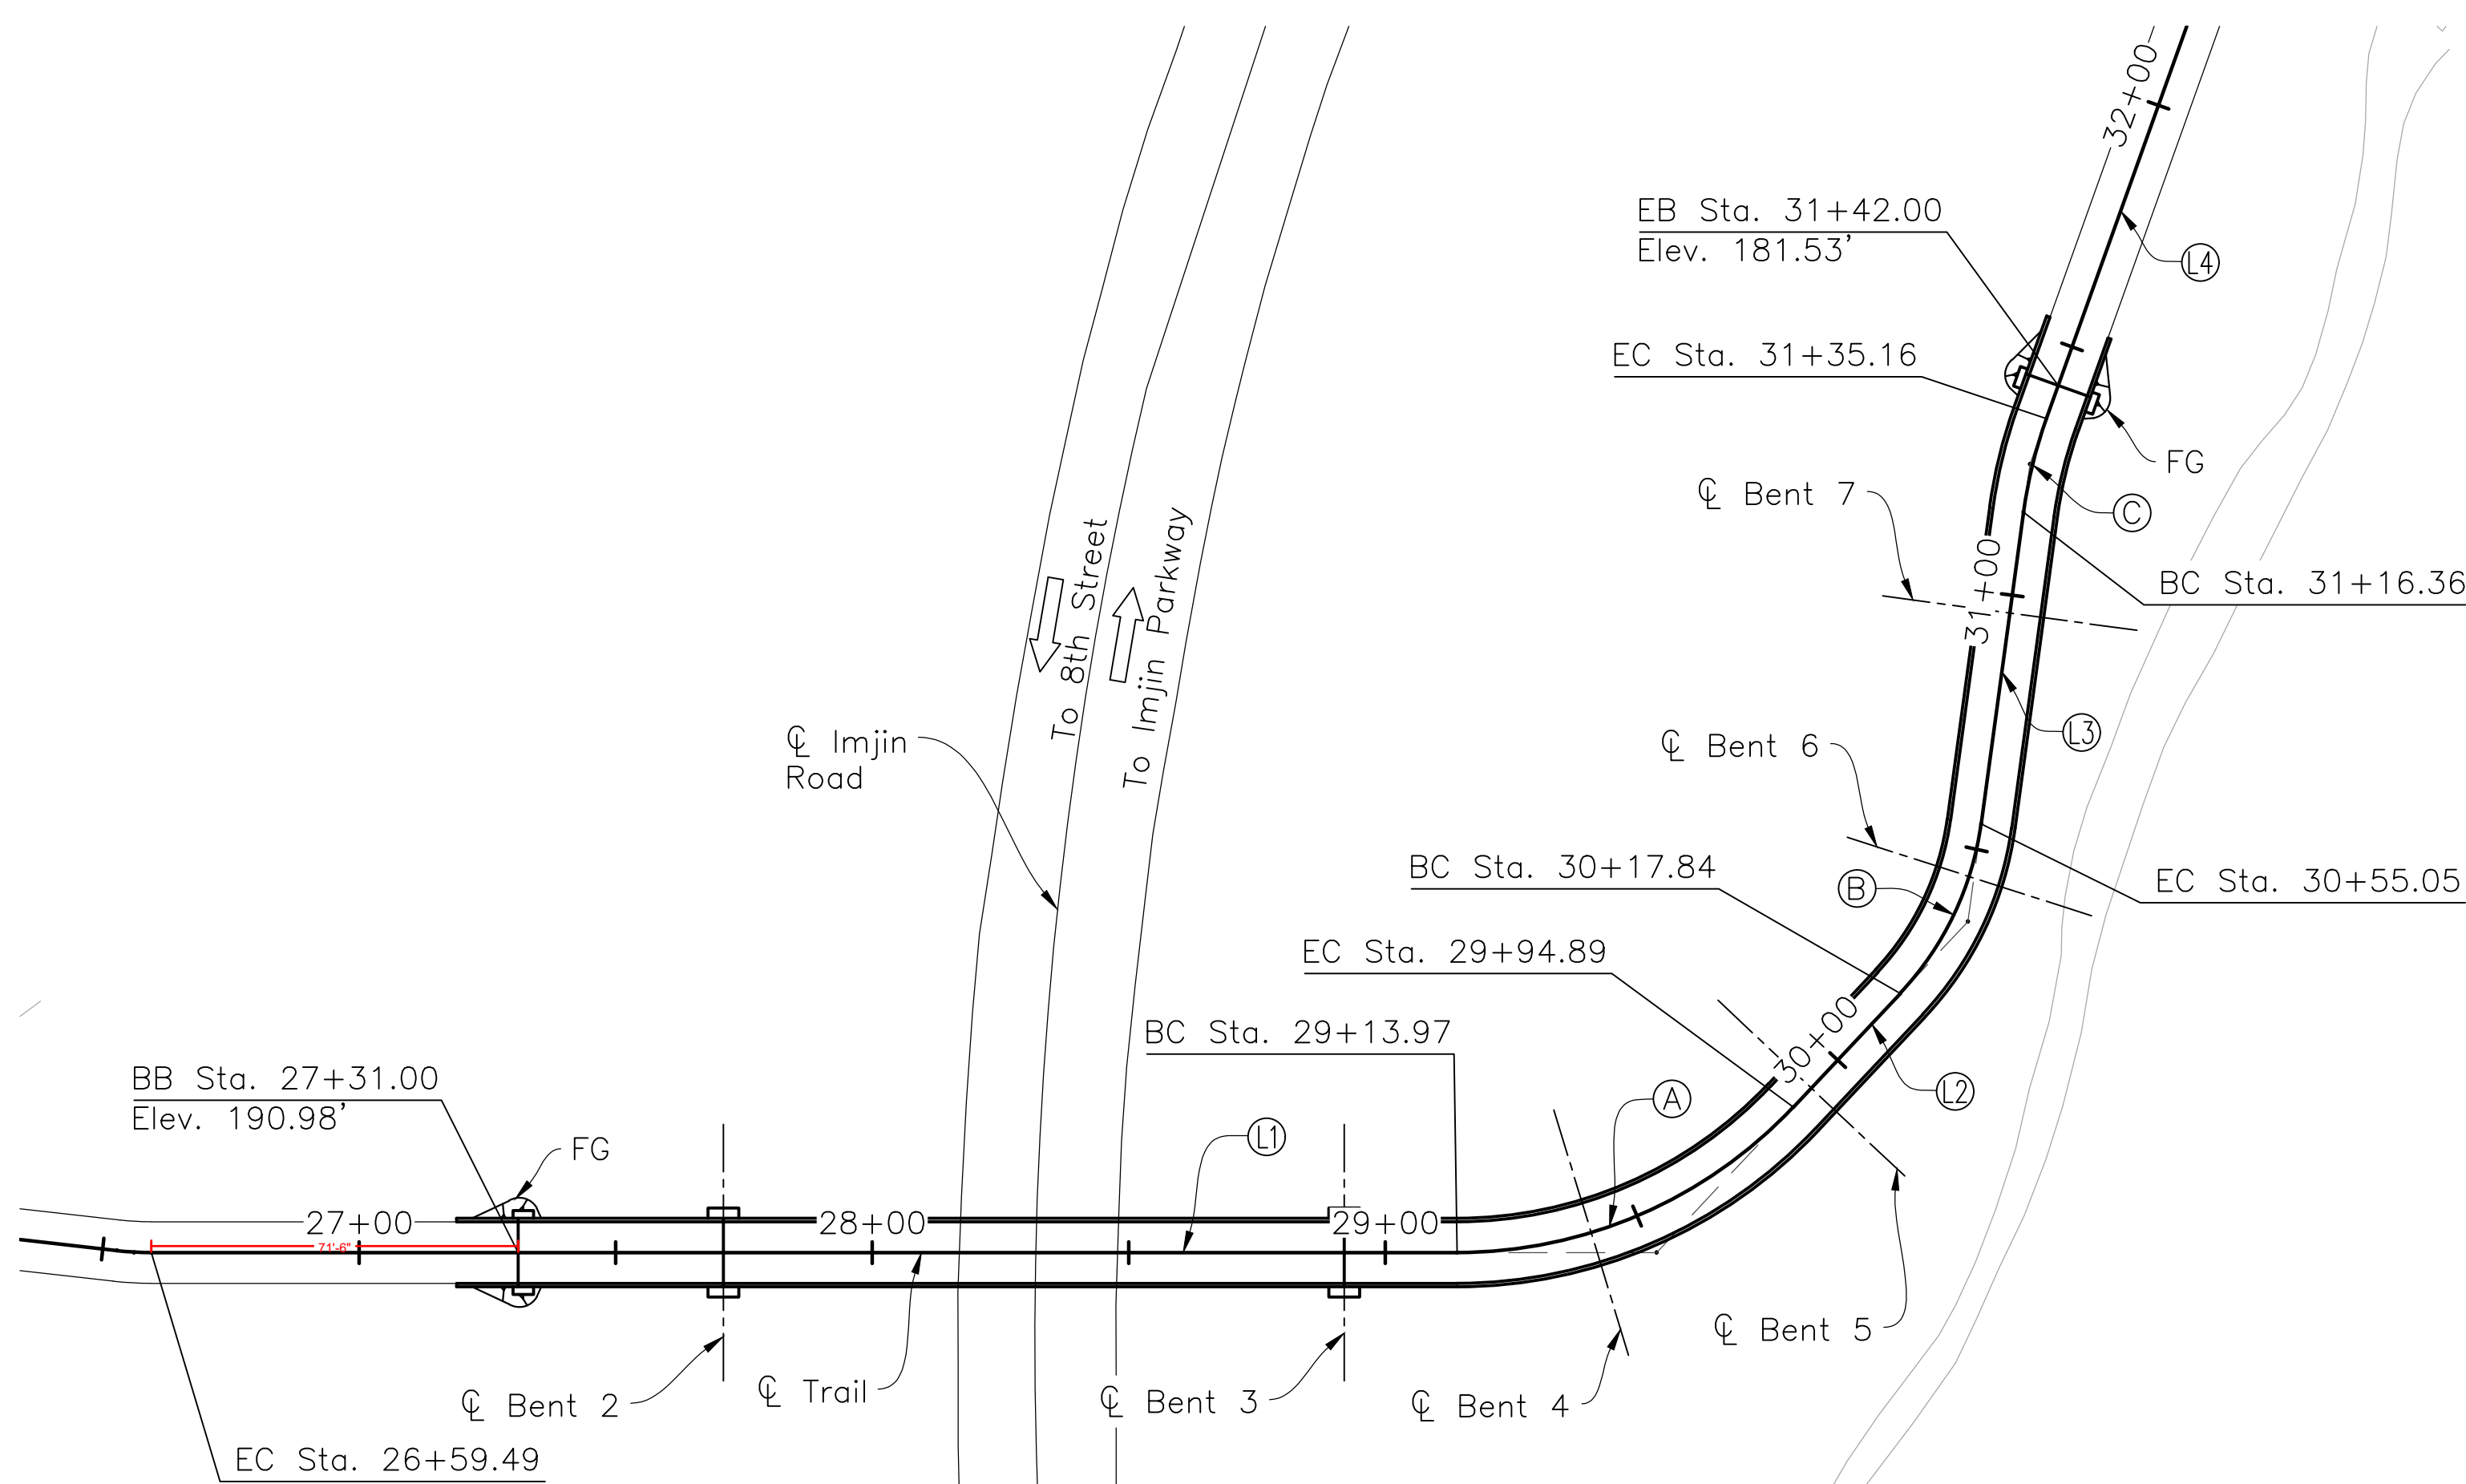 32+00
EB Sta. 31+42.00
Elev. 181.53'
L4
EC Sta. 31+35.16
FG
℄ Bent 7
C
31+00
BC Sta. 31+16.36
To 8th Street
To Imjin Parkway
L3
℄ Imjin
Road
℄ Bent 6
BC Sta. 30+17.84
B
EC Sta. 30+55.05
EC Sta. 29+94.89
30+00
BC Sta. 29+13.97
BB Sta. 27+31.00
Elev. 190.98'
A
L2
L1
FG
27+00
28+00
29+00
71'-6"
℄ Bent 5
℄ Bent 2
℄ Trail
℄ Bent 3
℄ Bent 4
EC Sta. 26+59.49